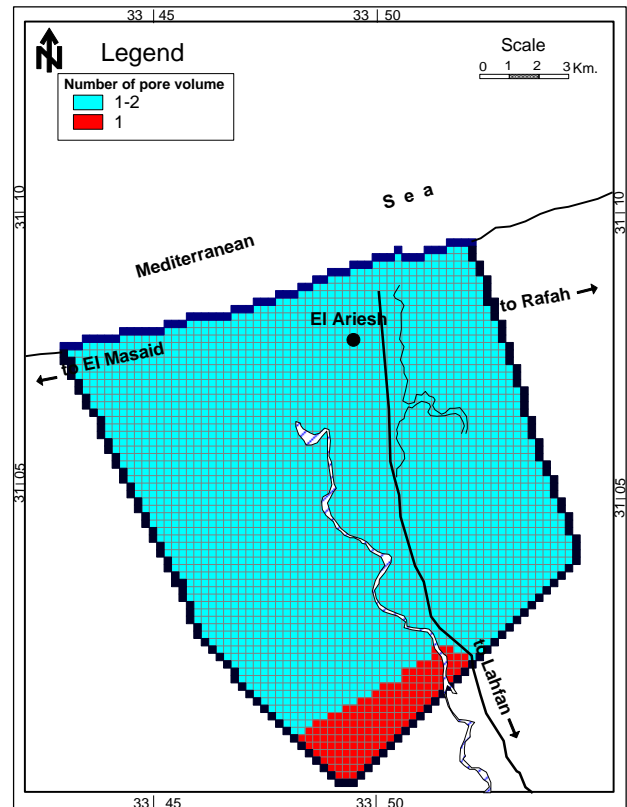 33 45
33 50
N
Legend
Number of pore volume
1-2
1
Scale
0 1 2 3 Km.
31 10
31 10
Mediterranean
Sea
El Ariesh
to Rafah
to El Masaid
31 05
31 05
to Lahfan
33 45
33 50